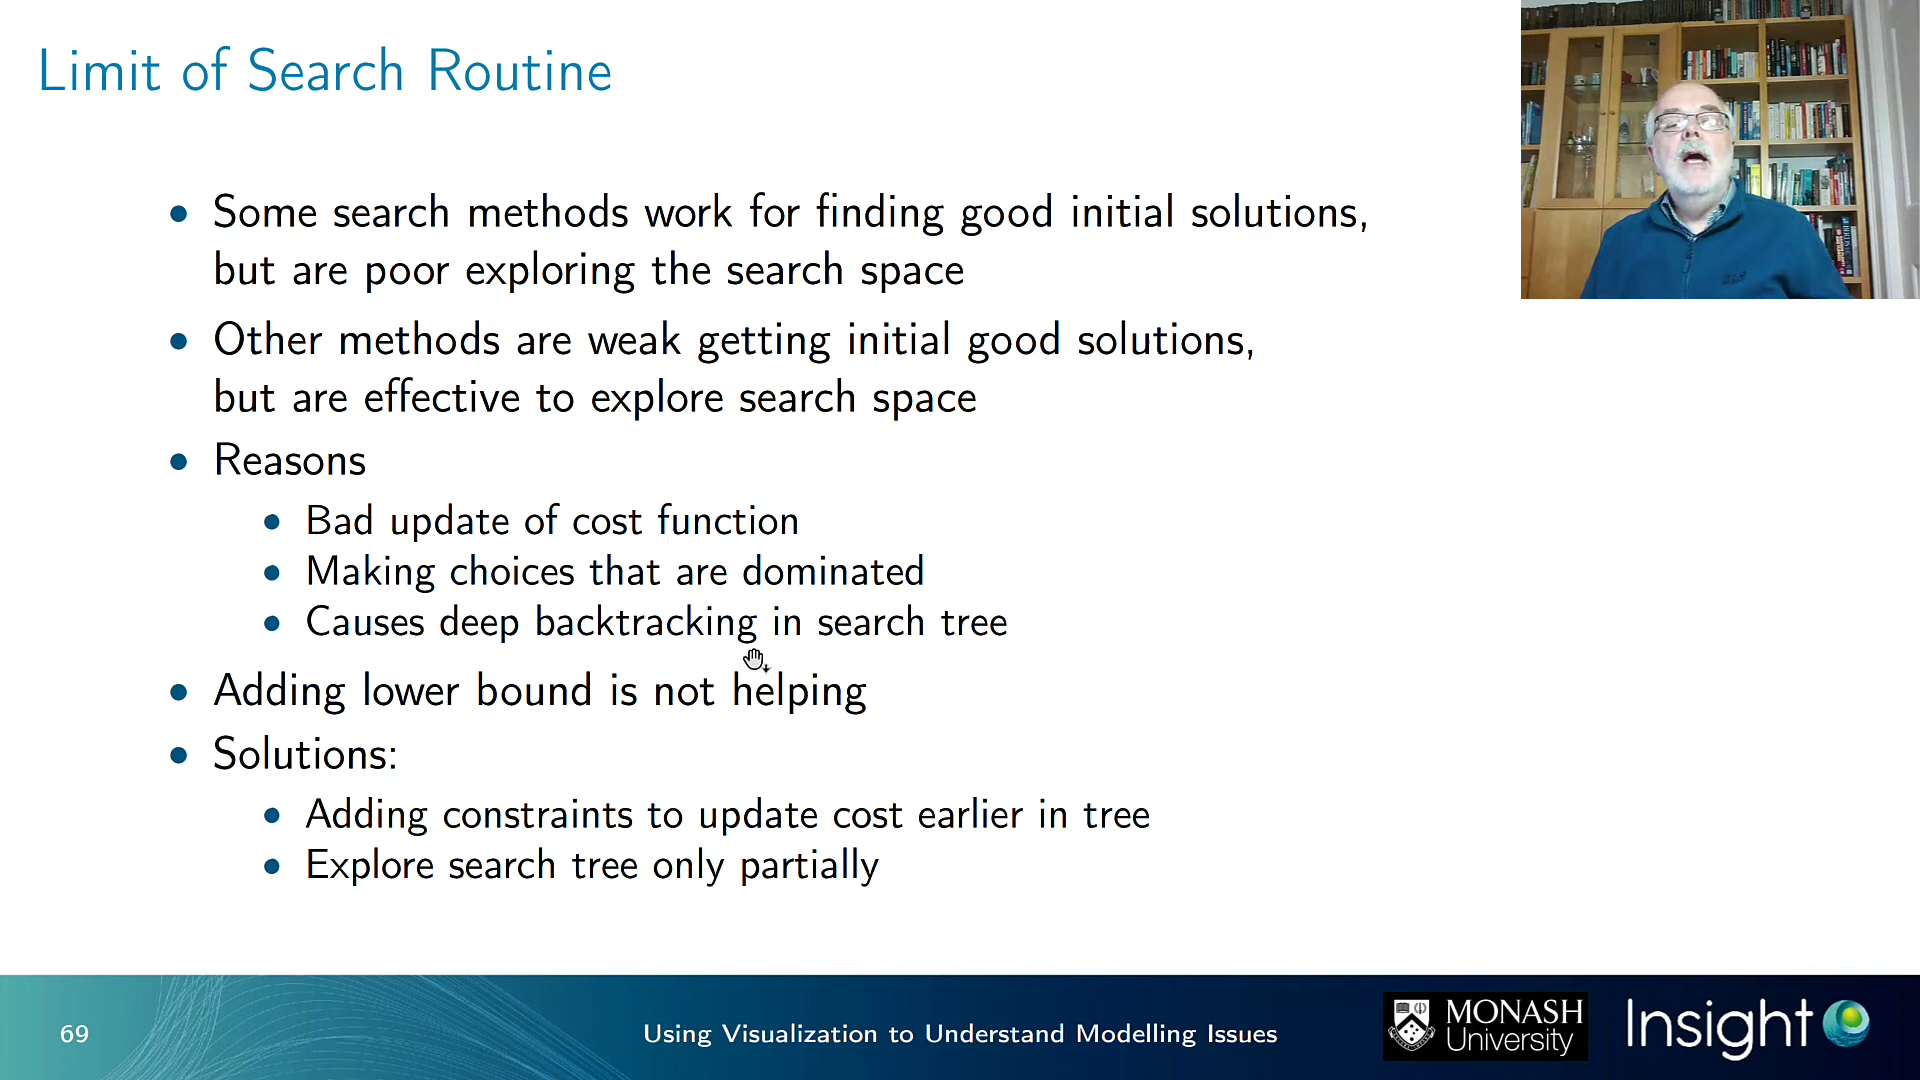 Limit of Search Routine
Some search methods work for finding good initial solutions,
but are poor exploring the search space
Other methods are weak getting initial good solutions,
but are effective to explore search space
Reasons
Bad update of cost function
Making choices that are dominated
Causes deep backtracking in search tree
Adding lower bound is not helping
Solutions:
Adding constraints to update cost earlier in tree
Explore search tree only partially
69
Using Visualization to Understand Modelling Issues
MONASH
University
Insight